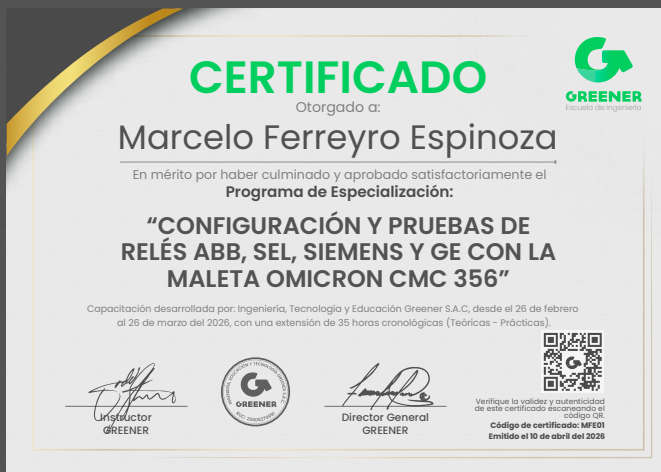 CERTIFICADO
Otorgado a:
GREENER
Escuela de Ingeniería
Marcelo Ferreyro Espinoza
En mérito por haber culminado y aprobado satisfactoriamente el
Programa de Especialización:
“CONFIGURACIÓN Y PRUEBAS DE
RELÉS ABB, SEL, SIEMENS Y GE CON LA
MALETA OMICRON CMC 356”
Capacitación desarrollada por: Ingeniería, Tecnología y Educación Greener S.A.C, desde el 26 de febrero
al 26 de marzo del 2026, con una extensión de 35 horas cronológicas (Teóricas - Prácticas).
GREENER
Instructor
GREENER
Director General
GREENER
Verifique la validez y autenticidad
de este certificado escaneando el
código QR.
Código de certificado: MFE01
Emitido el 10 de abril del 2026